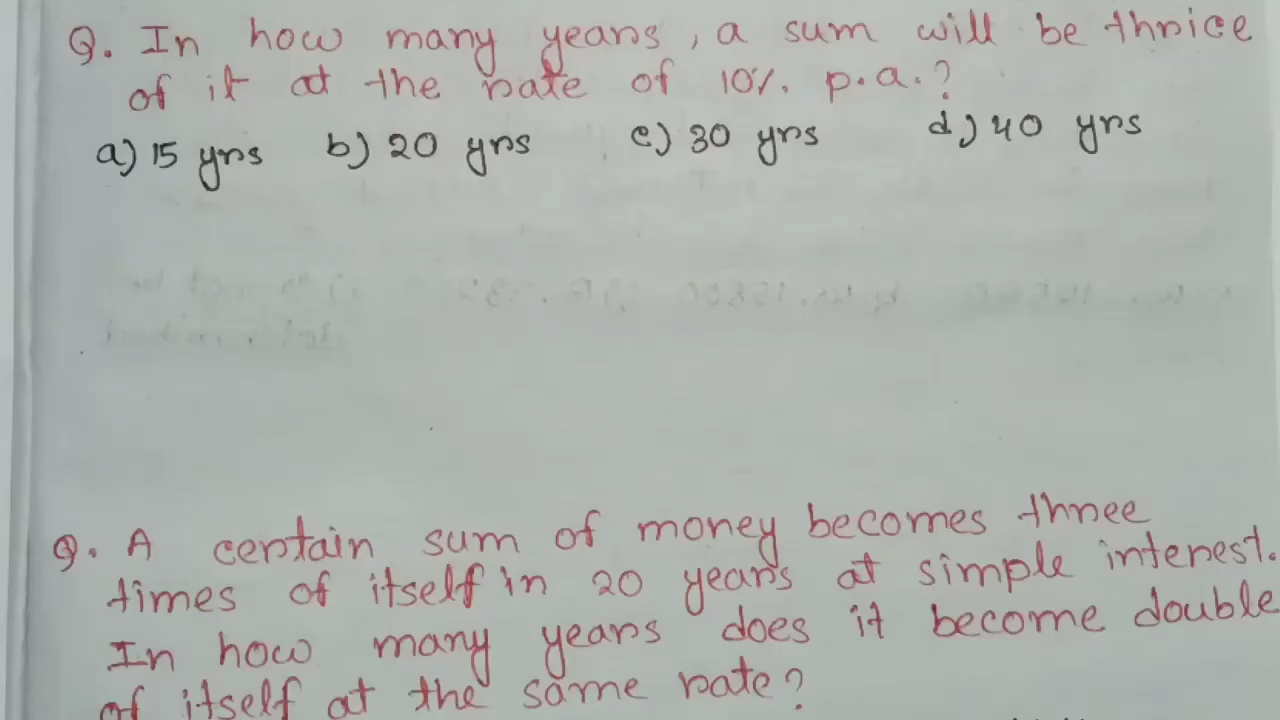 Q. In how many years, a sum will be thrice
of it at the rate of 10%. p.a.?
a) 15 yrs b) 20 yrs c) 30 yrs d) 40 yrs
Q. A certain sum of money becomes three
times of itself in 20 years at simple interest.
In how many years does it become double
of itself at the same rate?